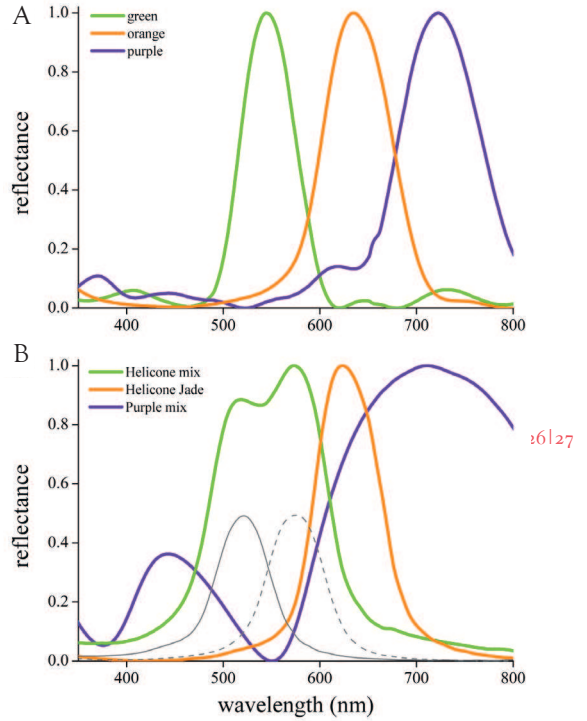 A
green
orange
purple
1.0
0.8
0.6
0.4
0.2
0.0
reflectance
400 500 600 700 800
B
Helicone mix
Helicone Jade
Purple mix
1.0
0.8
0.6
0.4
0.2
0.0
reflectance
400 500 600 700 800
wavelength (nm)
26|27